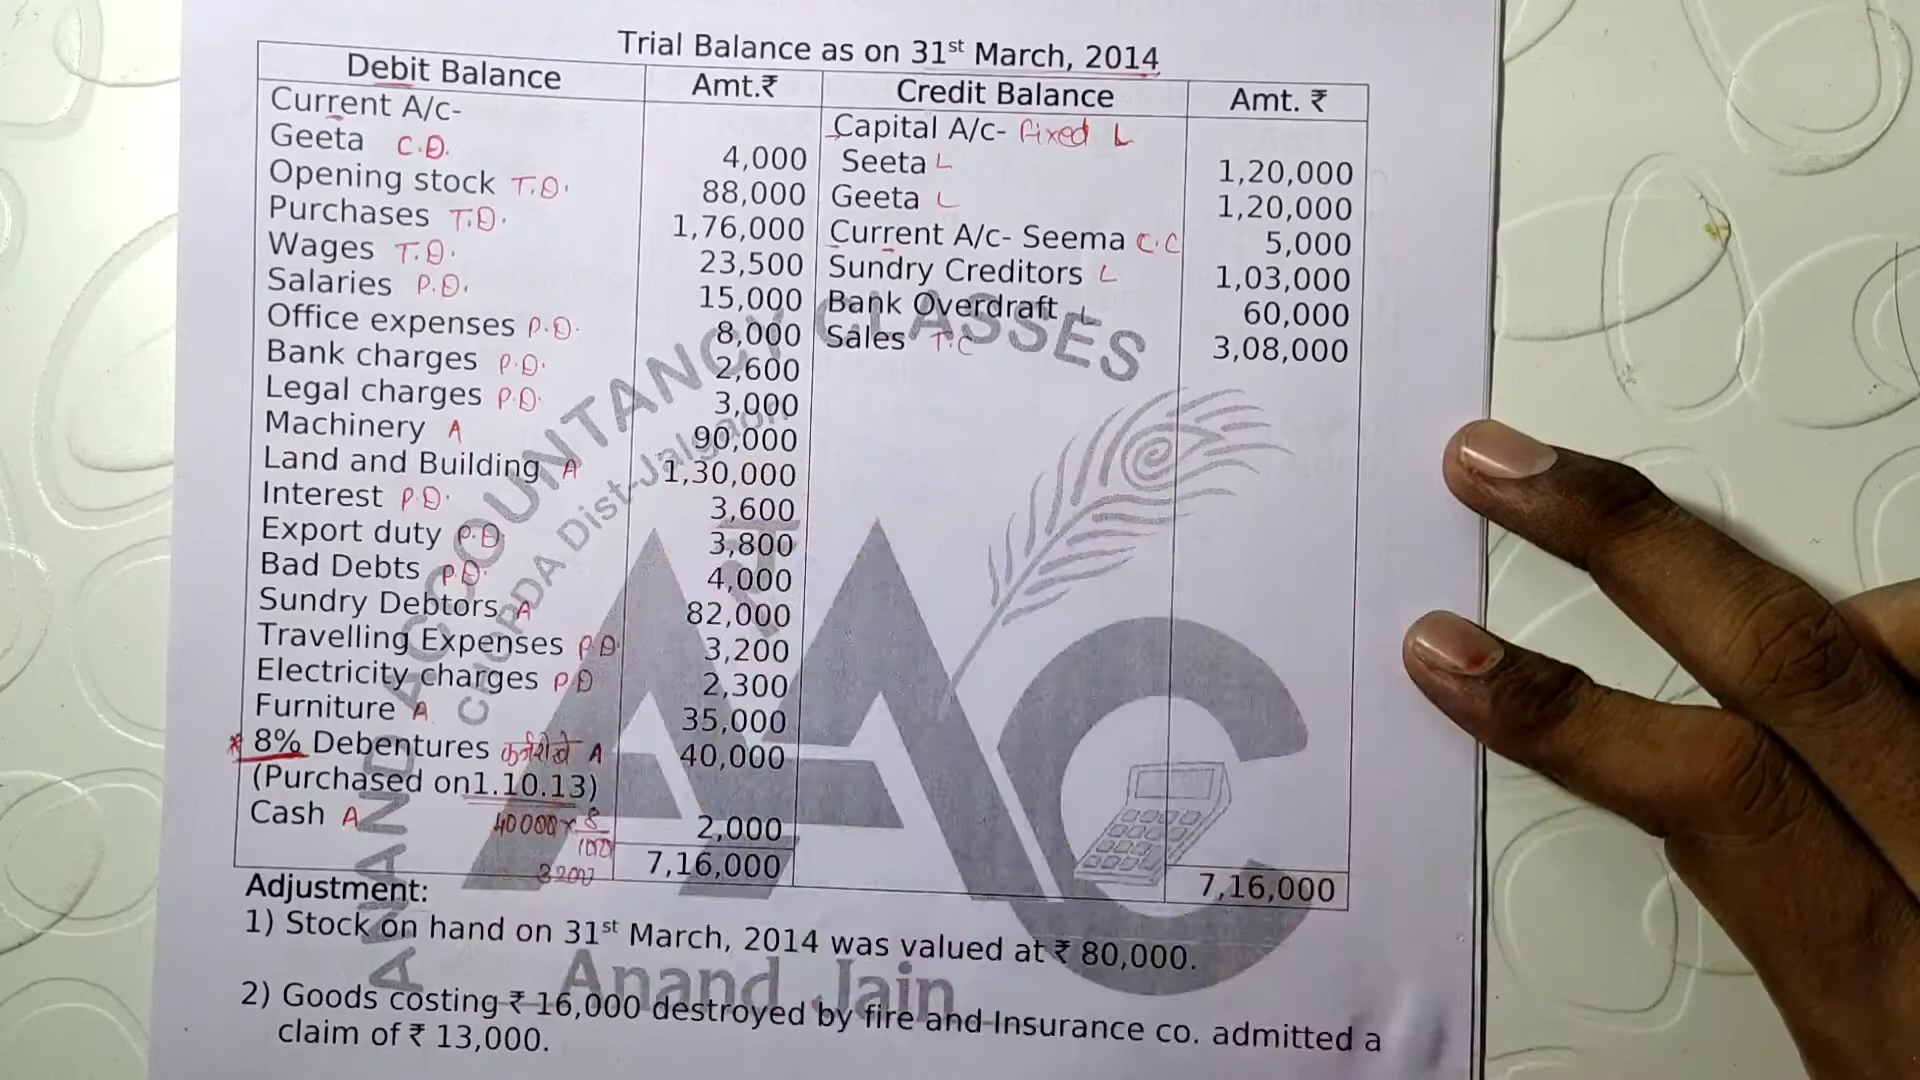 Trial Balance as on 31st March, 2014
Debit Balance Amt.₹ Credit Balance Amt. ₹
Current A/c- Capital A/c- fixed L
Geeta C.D. 4,000 Seeta L 1,20,000
Opening stock T.D. 88,000 Geeta L 1,20,000
Purchases T.D. 1,76,000 Current A/c- Seema C.C 5,000
Wages T.D. 23,500 Sundry Creditors L 1,03,000
Salaries P.D. 15,000 Bank Overdraft L 60,000
Office expenses P.D. 8,000 Sales T.C 3,08,000
Bank charges P.D. 2,600
Legal charges P.D. 3,000
Machinery A 90,000
Land and Building A 1,30,000
Interest P.D. 3,600
Export duty P.D. 3,800
Bad Debts P.D. 4,000
Sundry Debtors A 82,000
Travelling Expenses P.D. 3,200
Electricity charges P.D 2,300
Furniture A 35,000
* 8% Debentures A 40,000
(Purchased on1.10.13)
Cash A 40000 × 8 2,000
100
3200 7,16,000 7,16,000
Adjustment:
1) Stock on hand on 31st March, 2014 was valued at ₹ 80,000.
2) Goods costing ₹ 16,000 destroyed by fire and Insurance co. admitted a
claim of ₹ 13,000.
ANAND ACCOUNTANCY CLASSES
CHOPDA Dist-Jalgaon
AAC
Anand Jain